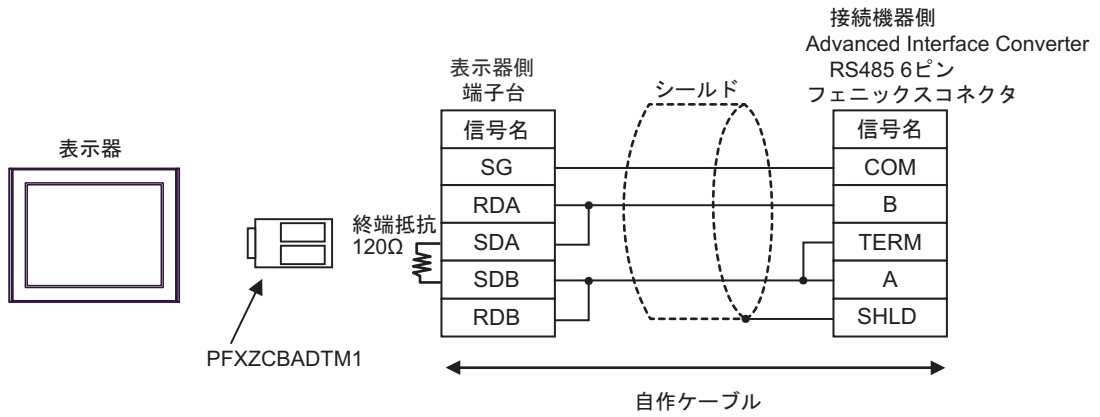 表示器
PFXZCBADTM1
終端抵抗
120Ω
表示器側
端子台
信号名
SG
RDA
SDA
SDB
RDB
シールド
接続機器側
Advanced Interface Converter
RS485 6ピン
フェニックスコネクタ
信号名
COM
B
TERM
A
SHLD
自作ケーブル